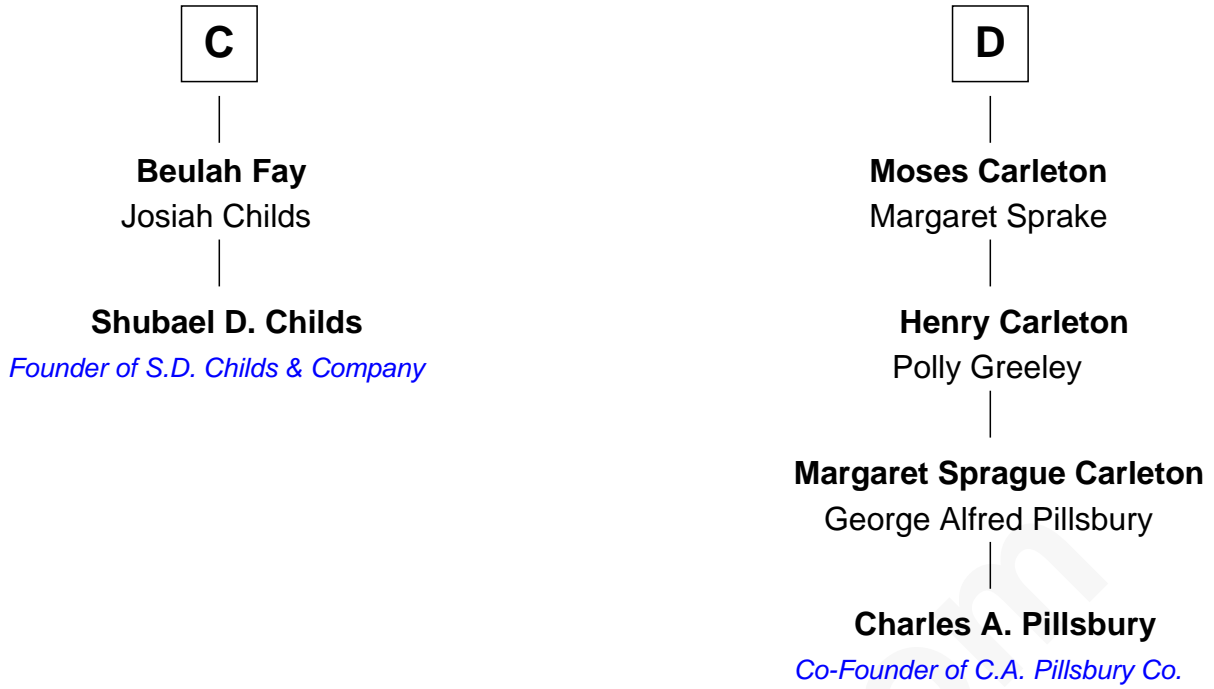 C
Beulah Fay
Josiah Childs
Shubael D. Childs
Founder of S.D. Childs & Company
D
Moses Carleton
Margaret Sprake
Henry Carleton
Polly Greeley
Margaret Sprague Carleton
George Alfred Pillsbury
Charles A. Pillsbury
Co-Founder of C.A. Pillsbury Co.